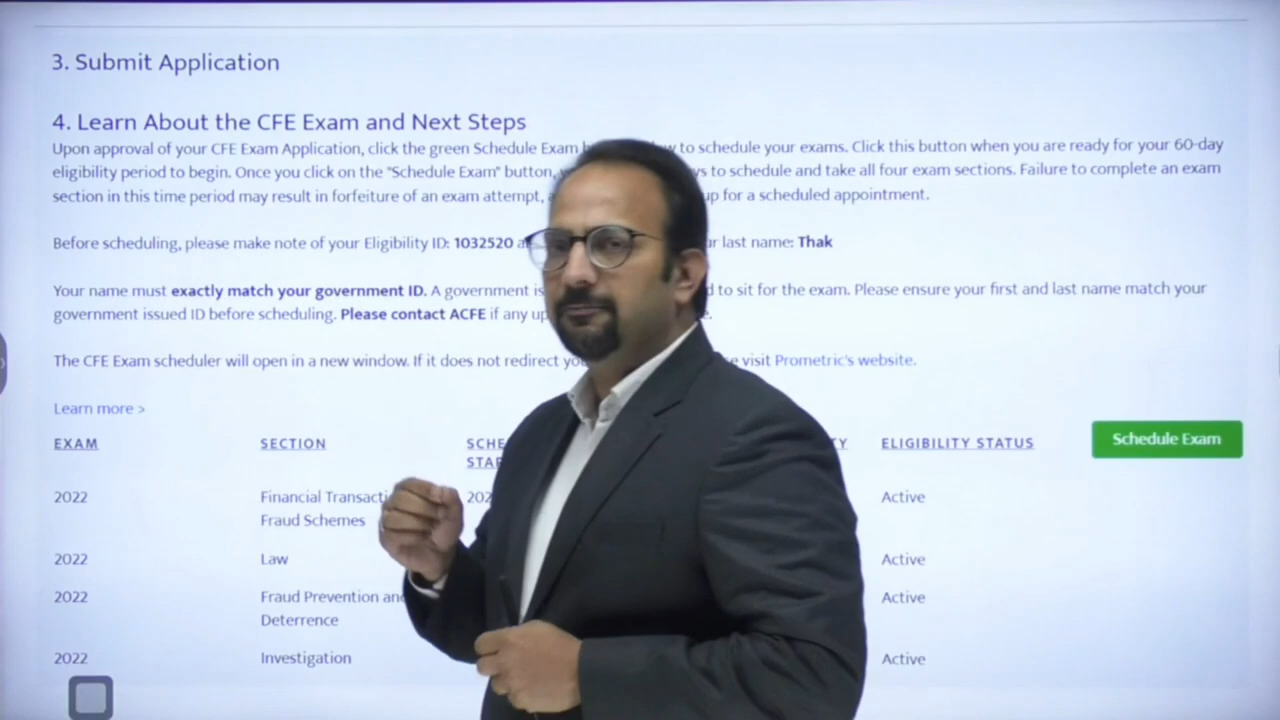 3. Submit Application
4. Learn About the CFE Exam and Next Steps
Upon approval of your CFE Exam Application, click the green Schedule Exam to schedule your exams. Click this button when you are ready for your 60-day
eligibility period to begin. Once you click on the "Schedule Exam" button, to schedule and take all four exam sections. Failure to complete an exam
section in this time period may result in forfeiture of an exam attempt, up for a scheduled appointment.
Before scheduling, please make note of your Eligibility ID: 1032520 last name: Thak
Your name must exactly match your government ID. A government to sit for the exam. Please ensure your first and last name match your
government issued ID before scheduling. Please contact ACFE if any
The CFE Exam scheduler will open in a new window. If it does not redirect visit Prometric's website.
Learn more >
EXAM SECTION ELIGIBILITY STATUS Schedule Exam
2022 Financial Active
Fraud Schemes
2022 Law Active
2022 Fraud Prevention Active
Deterrence
2022 Investigation Active